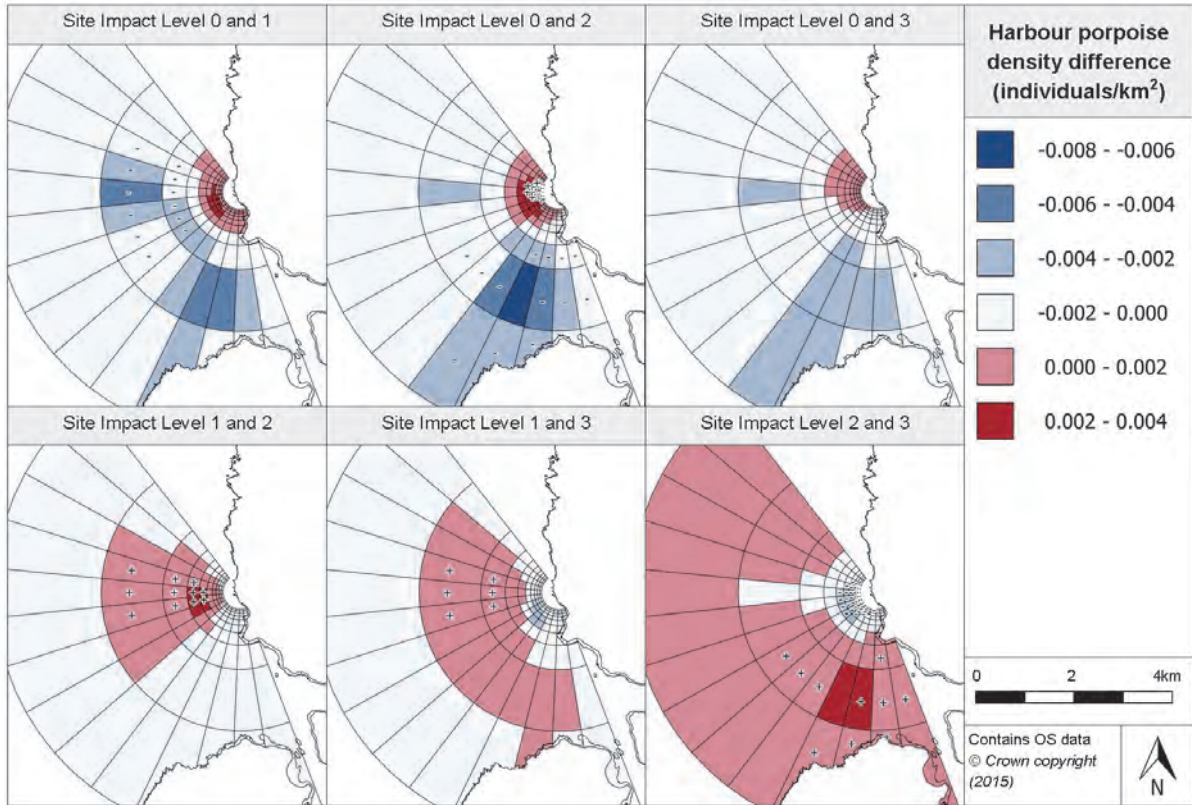 Site Impact Level 0 and 1
Site Impact Level 0 and 2
Site Impact Level 0 and 3
Harbour porpoise
density difference
(individuals/km²)
-0.008 - -0.006
-0.006 - -0.004
-0.004 - -0.002
-0.002 - 0.000
0.000 - 0.002
0.002 - 0.004
Site Impact Level 1 and 2
Site Impact Level 1 and 3
Site Impact Level 2 and 3
0 2 4km
Contains OS data
© Crown copyright
(2015)
N